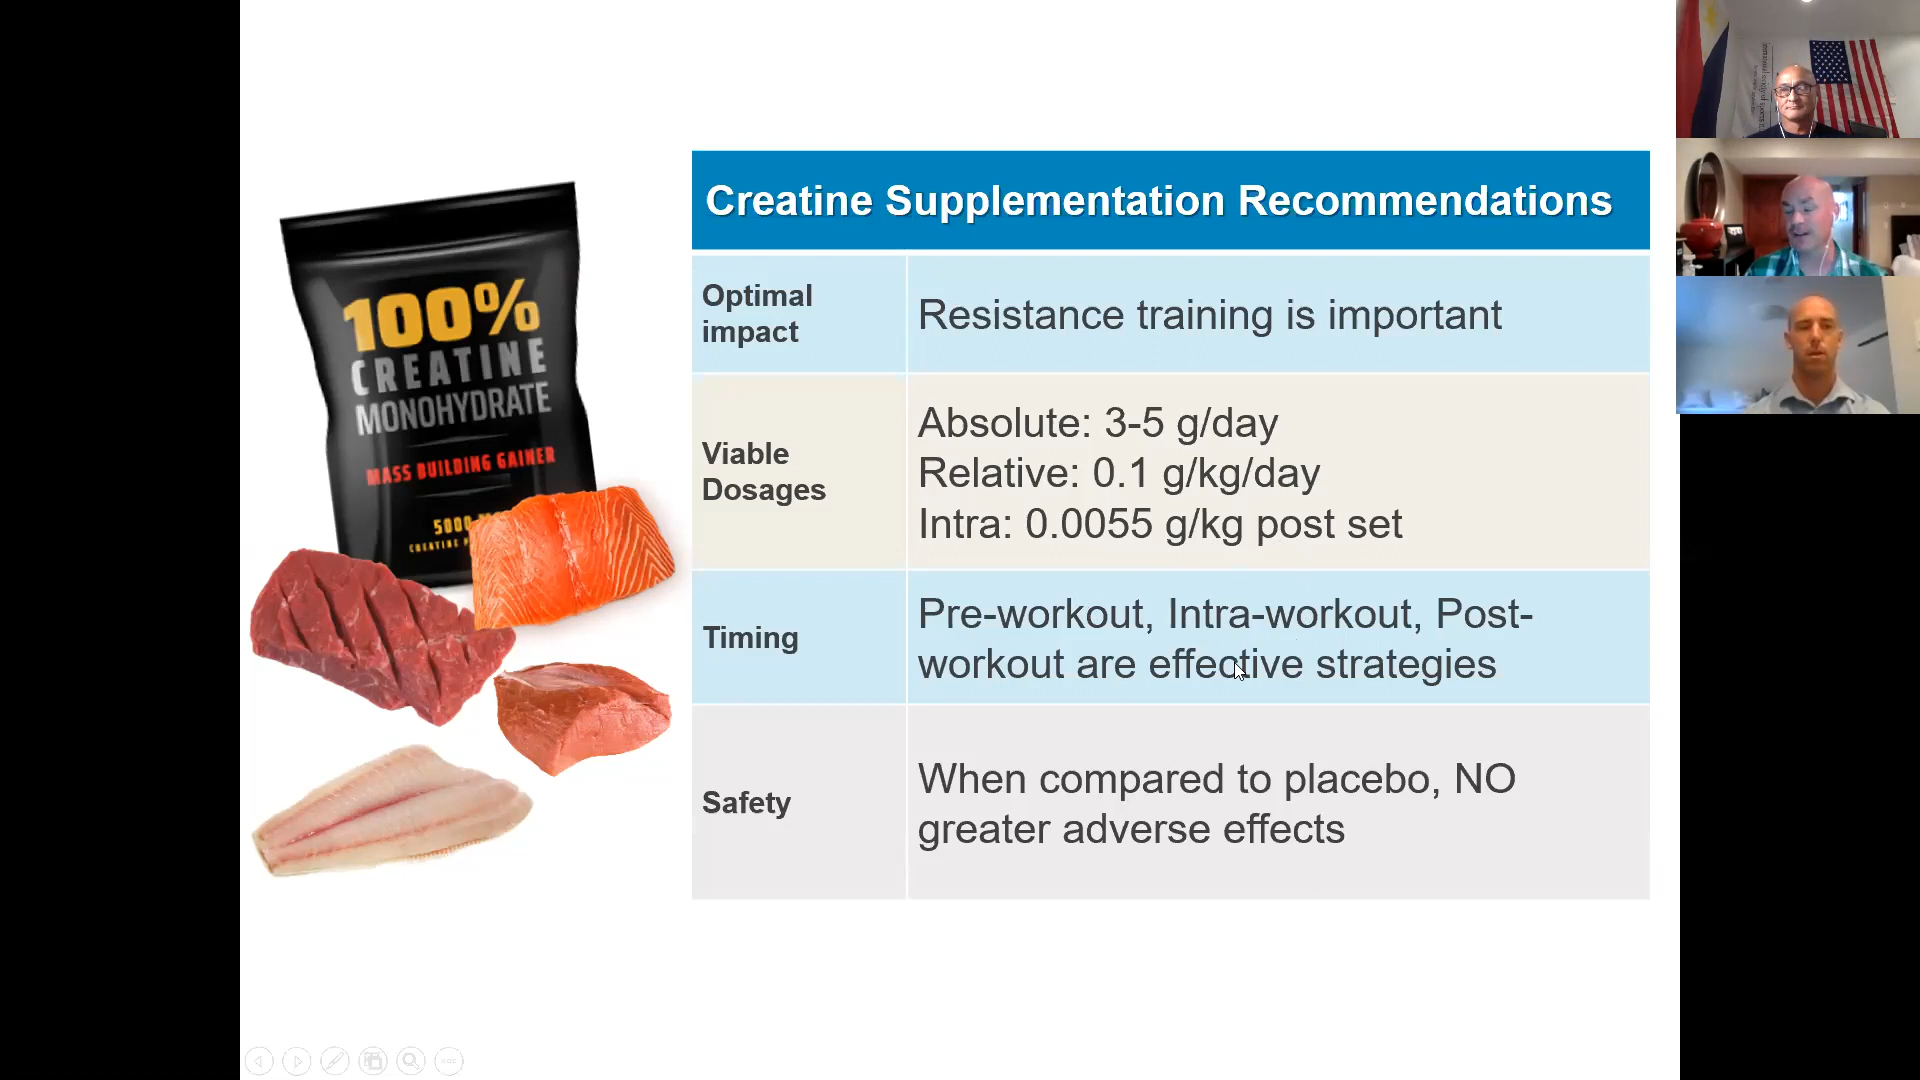 100%
CREATINE
MONOHYDRATE
MASS BUILDING GAINER
5000
CREATINE
Creatine Supplementation Recommendations
Optimal
impact
Resistance training is important
Viable
Dosages
Absolute: 3-5 g/day
Relative: 0.1 g/kg/day
Intra: 0.0055 g/kg post set
Timing
Pre-workout, Intra-workout, Post-
workout are effective strategies
Safety
When compared to placebo, NO
greater adverse effects